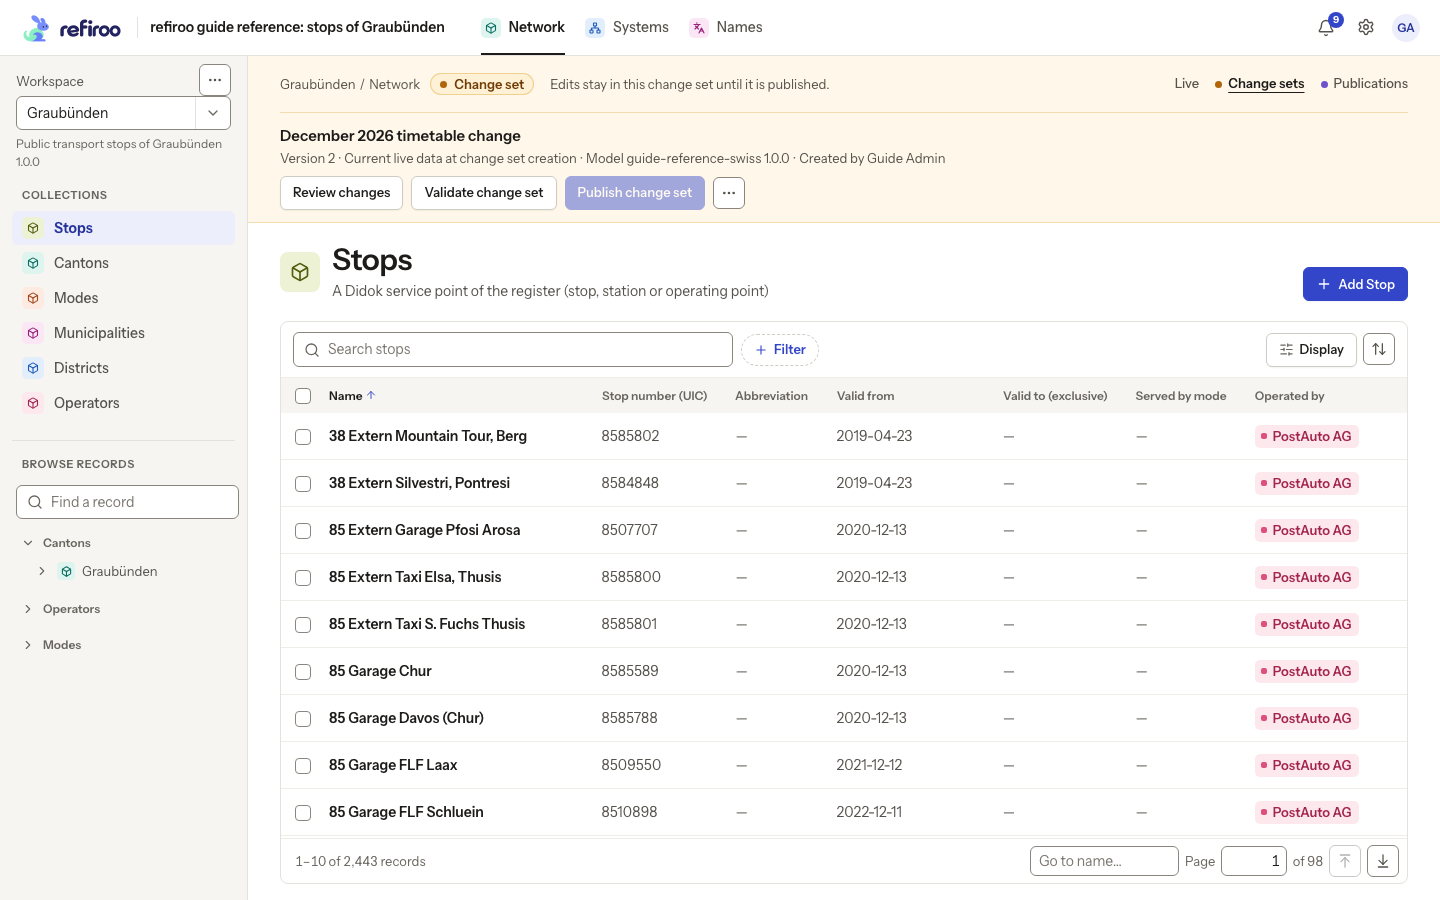 refiroo
refiroo guide reference: stops of Graubünden
Network
Systems
Names
9
GA
Workspace
Graubünden
Public transport stops of Graubünden
1.0.0
COLLECTIONS
Stops
Cantons
Modes
Municipalities
Districts
Operators
BROWSE RECORDS
Find a record
Cantons
Graubünden
Operators
Modes
Graubünden / Network
Change set
Edits stay in this change set until it is published.
Live
Change sets
Publications
December 2026 timetable change
Version 2 · Current live data at change set creation · Model guide-reference-swiss 1.0.0 · Created by Guide Admin
Review changes
Validate change set
Publish change set
Stops
A Didok service point of the register (stop, station or operating point)
+ Add Stop
Search stops
+ Filter
Display
Name ↑ Stop number (UIC) Abbreviation Valid from Valid to (exclusive) Served by mode Operated by
38 Extern Mountain Tour, Berg 8585802 — 2019-04-23 — — PostAuto AG
38 Extern Silvestri, Pontresi 8584848 — 2019-04-23 — — PostAuto AG
85 Extern Garage Pfosi Arosa 8507707 — 2020-12-13 — — PostAuto AG
85 Extern Taxi Elsa, Thusis 8585800 — 2020-12-13 — — PostAuto AG
85 Extern Taxi S. Fuchs Thusis 8585801 — 2020-12-13 — — PostAuto AG
85 Garage Chur 8585589 — 2020-12-13 — — PostAuto AG
85 Garage Davos (Chur) 8585788 — 2020-12-13 — — PostAuto AG
85 Garage FLF Laax 8509550 — 2021-12-12 — — PostAuto AG
85 Garage FLF Schluein 8510898 — 2022-12-11 — — PostAuto AG
1–10 of 2,443 records
Go to name...
Page 1 of 98